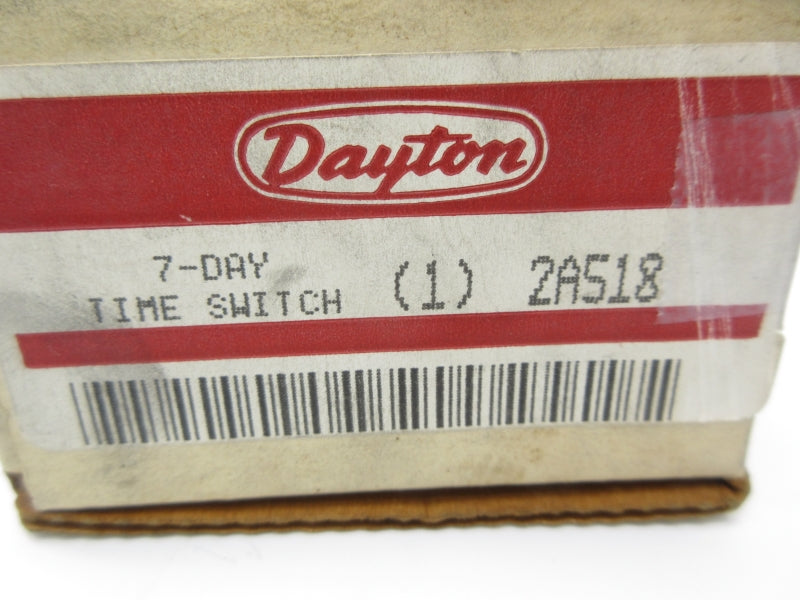 Dayton
7-DAY
TIME SWITCH (1) 2A518